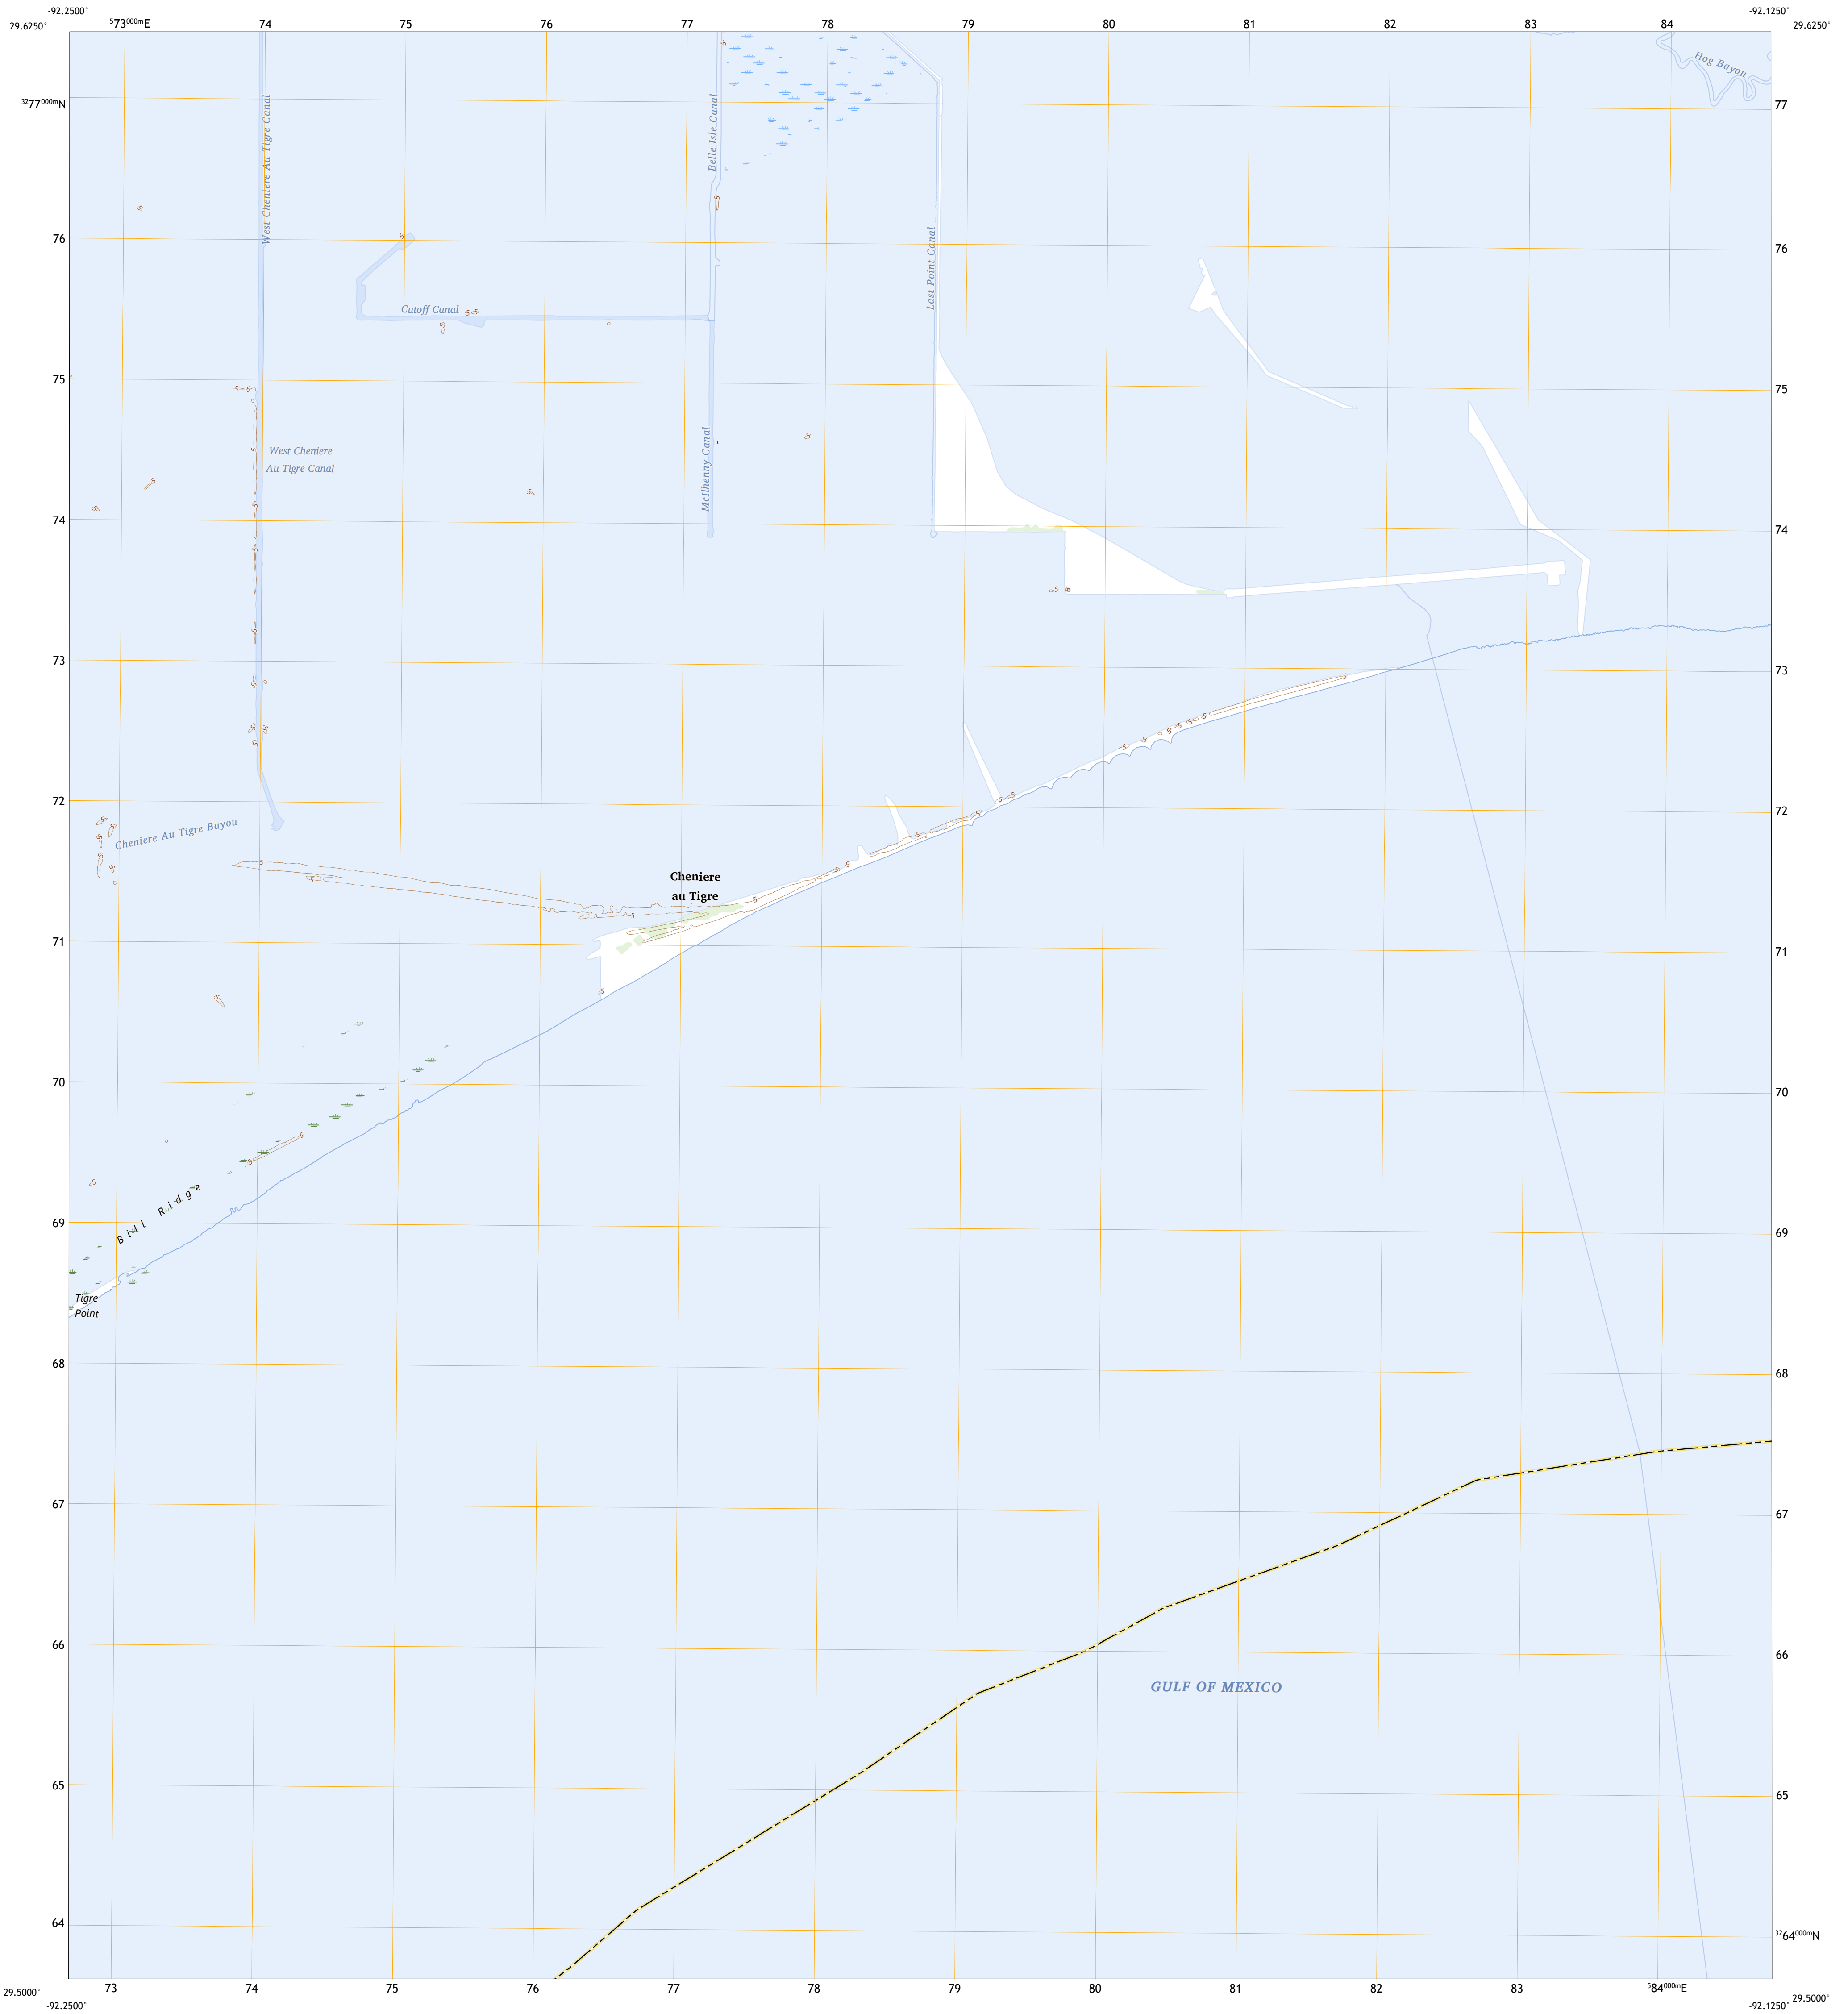 -92.2500° -92.1250°
29.6250° 573000mE 74 75 76 77 78 79 80 81 82 83 84 29.6250°
Hog Bayou
3277000mN 77
West Cheniere Au Tigre Canal
Belle Isle Canal
Last Point Canal
76 76
Cutoff Canal
75 75
West Cheniere
Au Tigre Canal
McIlhenny Canal
74 74
73 73
72 72
Cheniere Au Tigre Bayou
Cheniere
au Tigre
71 71
70 70
Bill Ridge
69 69
Tigre
Point
68 68
67 67
66 66
GULF OF MEXICO
65 65
64 3264000mN
73 74 75 76 77 78 79 80 81 82 83 584000mE
29.5000° 29.5000°
-92.2500° -92.1250°